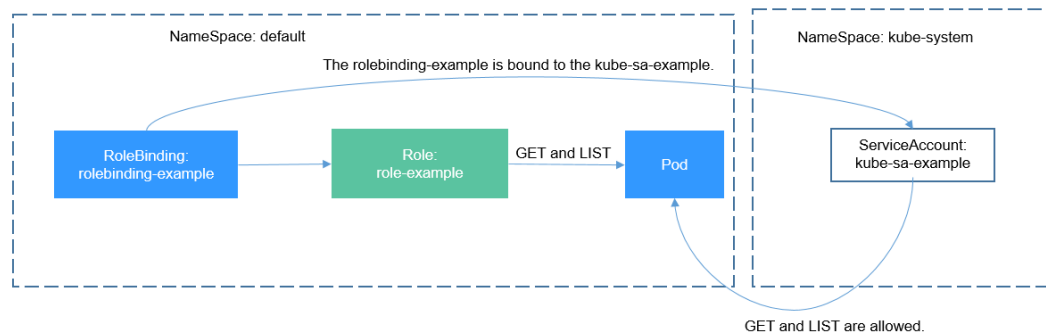 NameSpace: default
NameSpace: kube-system
The rolebinding-example is bound to the kube-sa-example.
RoleBinding:
rolebinding-example
Role:
role-example
GET and LIST
Pod
ServiceAccount:
kube-sa-example
GET and LIST are allowed.